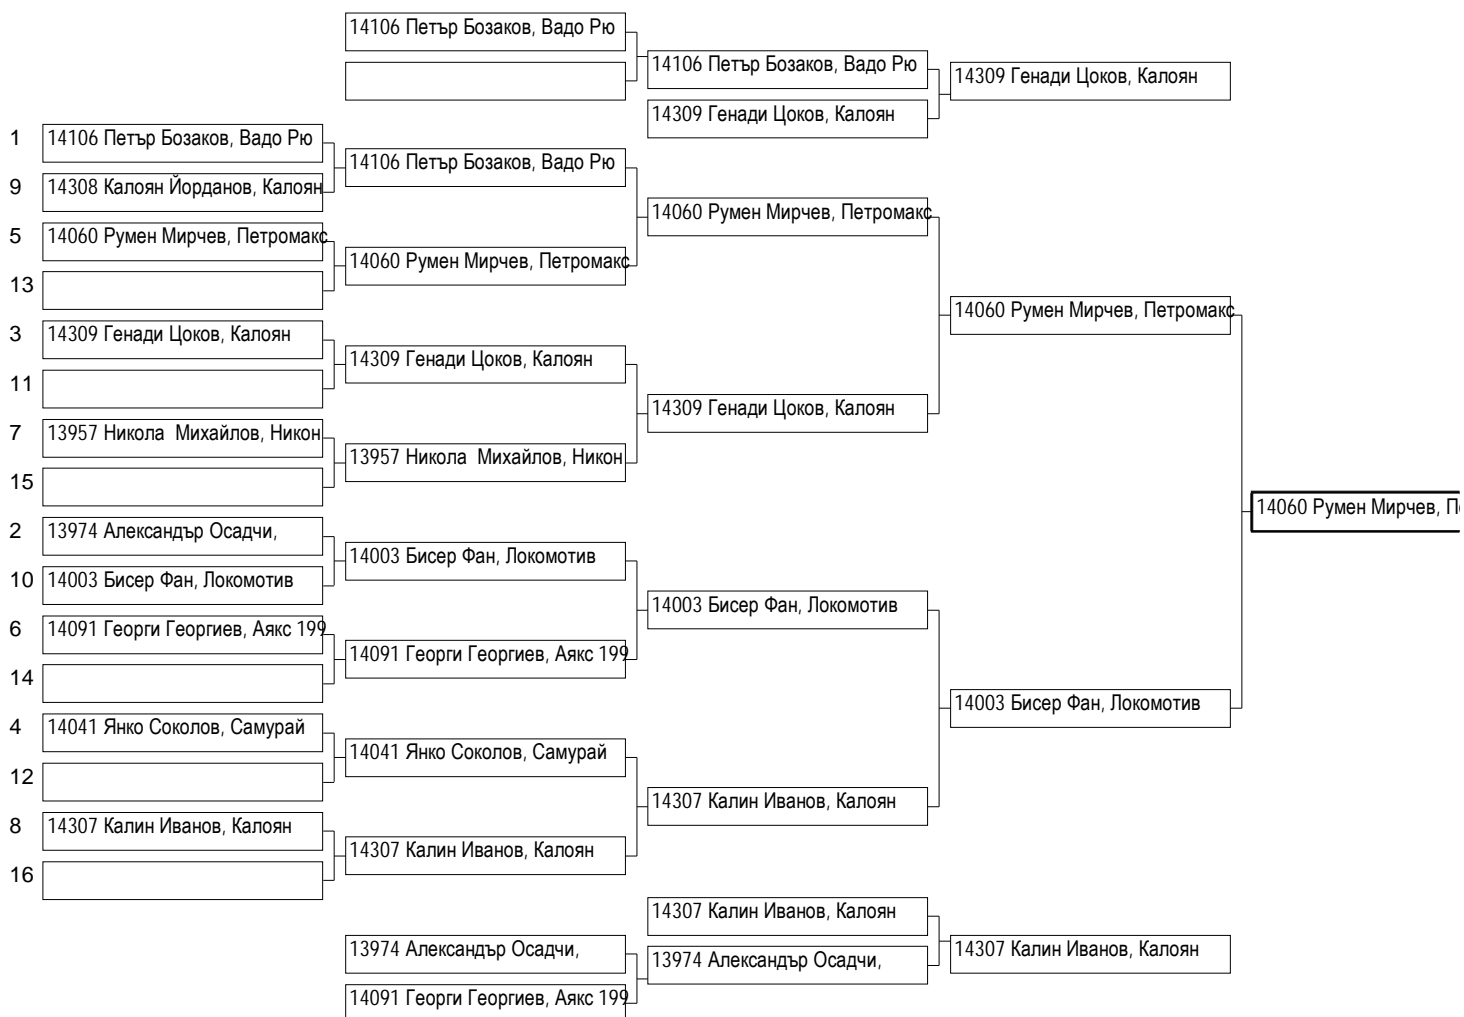 14106 Петър Бозаков, Вадо Рю
14106 Петър Бозаков, Вадо Рю
14309 Генади Цоков, Калоян
14309 Генади Цоков, Калоян
1 14106 Петър Бозаков, Вадо Рю
14106 Петър Бозаков, Вадо Рю
9 14308 Калоян Йорданов, Калоян
14060 Румен Мирчев, Петромакс
5 14060 Румен Мирчев, Петромакс
14060 Румен Мирчев, Петромакс
13
14060 Румен Мирчев, Петромакс
3 14309 Генади Цоков, Калоян
14309 Генади Цоков, Калоян
11
14309 Генади Цоков, Калоян
7 13957 Никола  Михайлов, Никон
13957 Никола  Михайлов, Никон
15
14060 Румен Мирчев, П
2 13974 Александър Осадчи,
14003 Бисер Фан, Локомотив
10 14003 Бисер Фан, Локомотив
14003 Бисер Фан, Локомотив
6 14091 Георги Георгиев, Аякс 199
14091 Георги Георгиев, Аякс 199
14
14003 Бисер Фан, Локомотив
4 14041 Янко Соколов, Самурай
14041 Янко Соколов, Самурай
12
14307 Калин Иванов, Калоян
8 14307 Калин Иванов, Калоян
14307 Калин Иванов, Калоян
16
14307 Калин Иванов, Калоян
14307 Калин Иванов, Калоян
13974 Александър Осадчи,
13974 Александър Осадчи,
14091 Георги Георгиев, Аякс 199